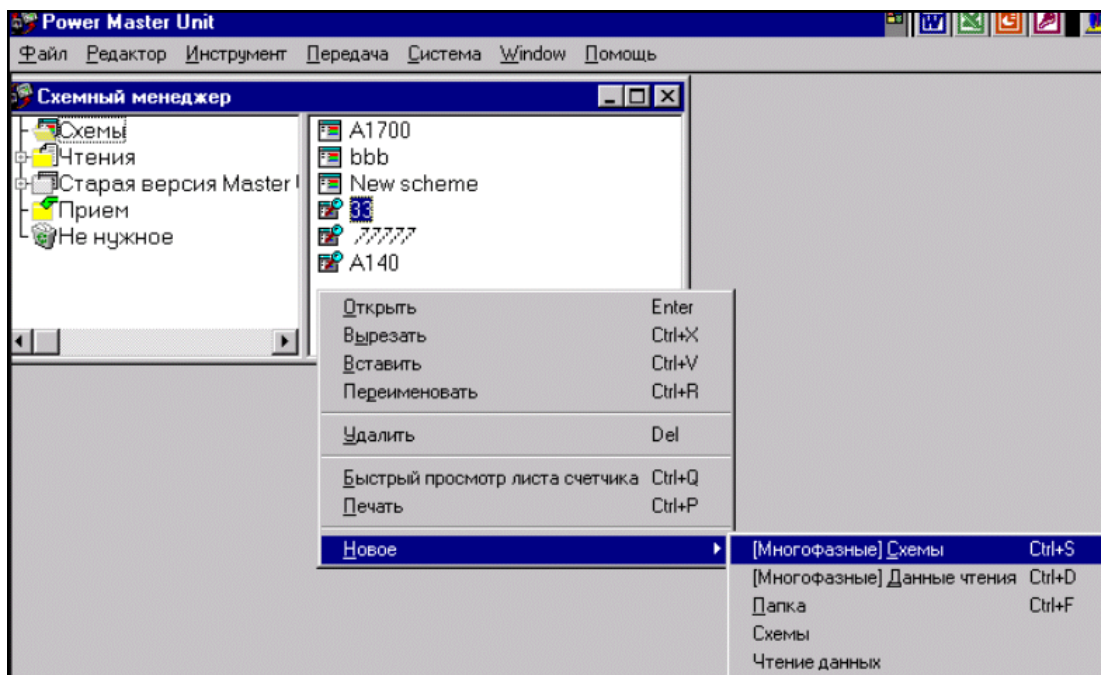 Power Master Unit
Файл Редактор Инструмент Передача Система Window Помощь
Схемный менеджер
Схемы
Чтения
Старая версия Master
Прием
Не нужное
A1700
bbb
New scheme
33
77777
A140
Открыть Enter
Вырезать Ctrl+X
Вставить Ctrl+V
Переименовать Ctrl+R
Удалить Del
Быстрый просмотр листа счетчика Ctrl+Q
Печать Ctrl+P
Новое
[Многофазные] Схемы Ctrl+S
[Многофазные] Данные чтения Ctrl+D
Папка Ctrl+F
Схемы
Чтение данных